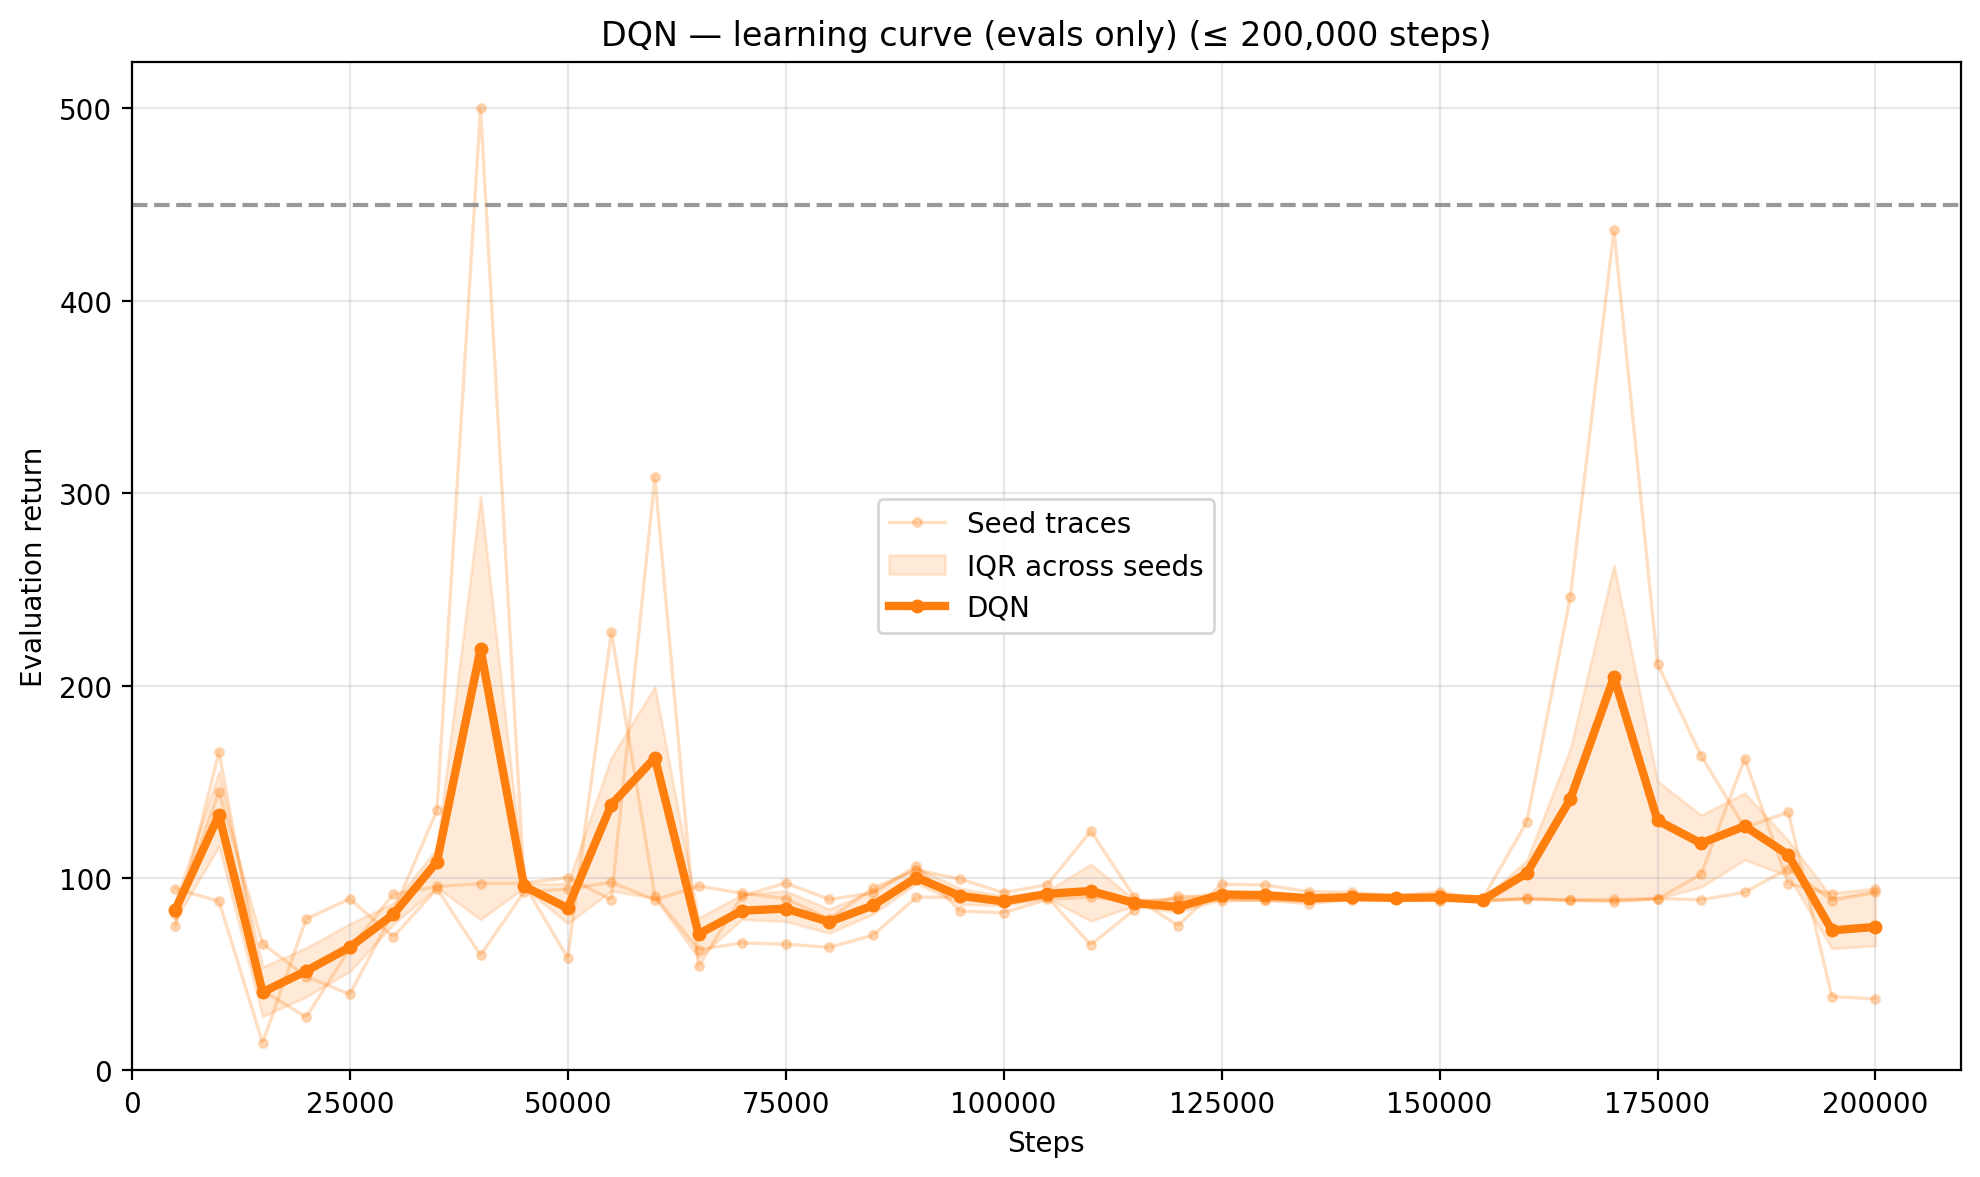 DQN — learning curve (evals only) (≤ 200,000 steps)
Evaluation return
500
400
300
200
100
0
Seed traces
IQR across seeds
DQN
0 25000 50000 75000 100000 125000 150000 175000 200000
Steps